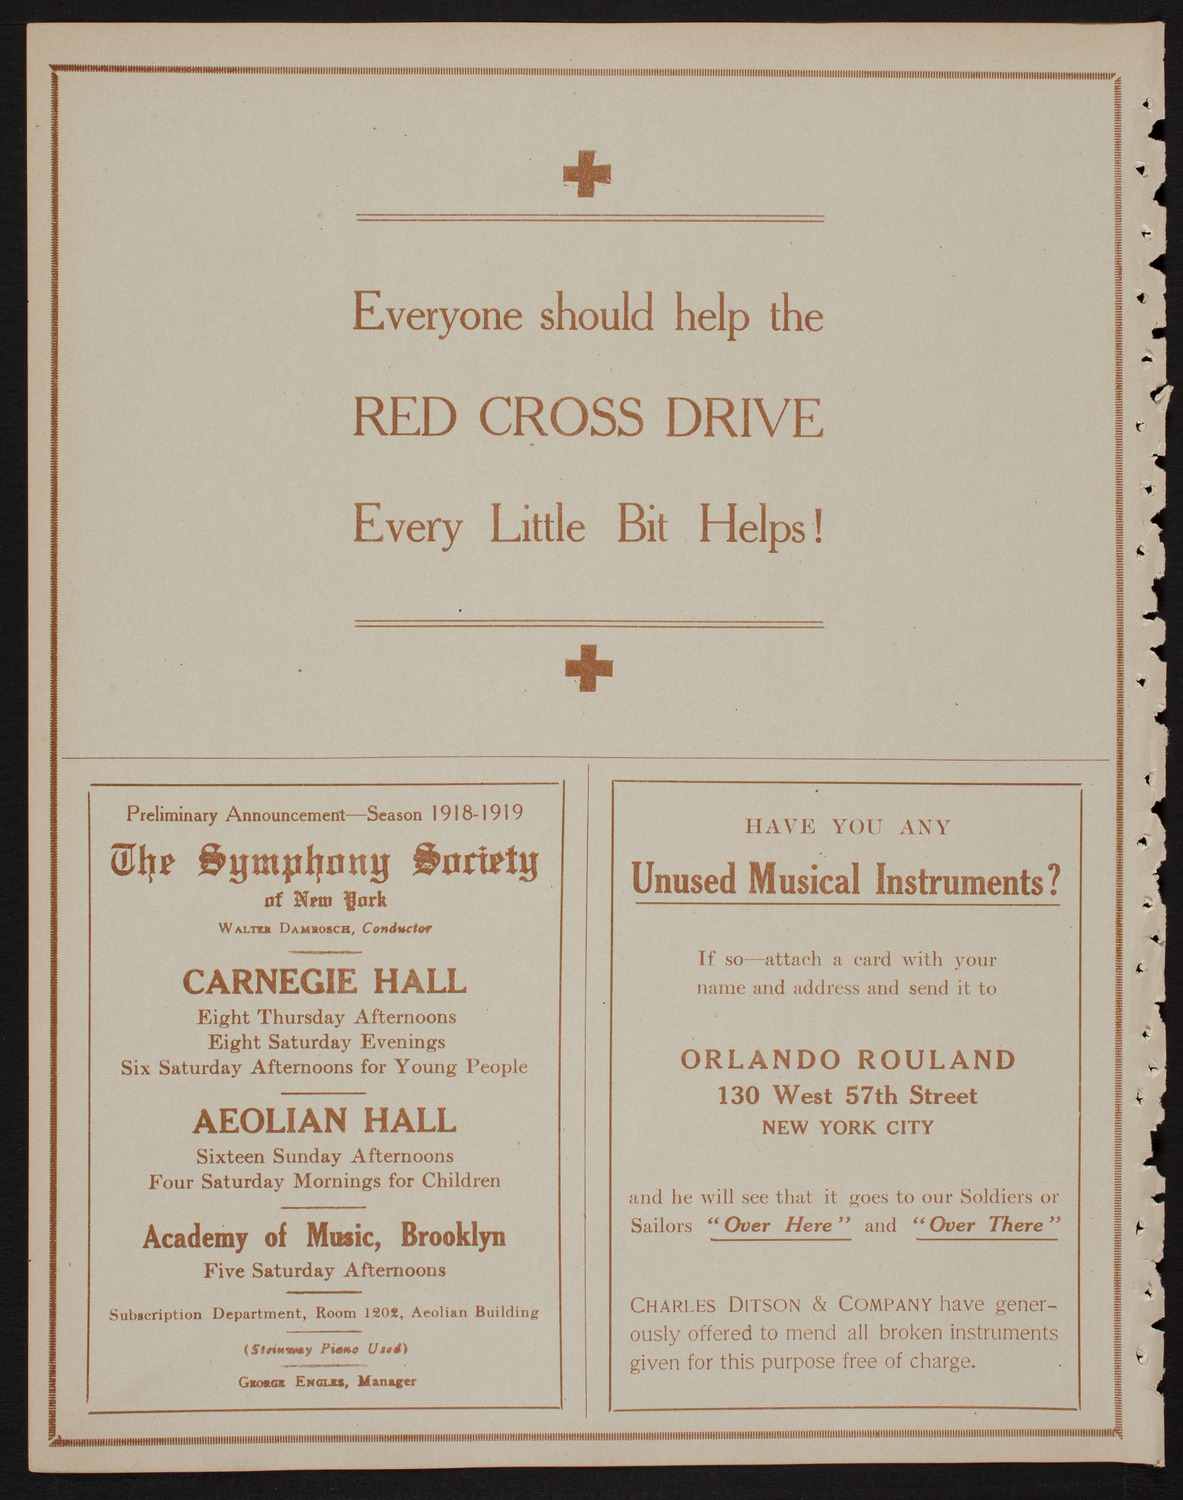 Everyone should help the
RED CROSS DRIVE
Every Little Bit Helps!
Preliminary Announcement—Season 1918-1919
The Symphony Society
of New York
WALTER DAMROSCH, Conductor
CARNEGIE HALL
Eight Thursday Afternoons
Eight Saturday Evenings
Six Saturday Afternoons for Young People
AEOLIAN HALL
Sixteen Sunday Afternoons
Four Saturday Mornings for Children
Academy of Music, Brooklyn
Five Saturday Afternoons
Subscription Department, Room 1202, Aeolian Building
(Steinway Piano Used)
GEORGE ENGLES, Manager
HAVE YOU ANY
Unused Musical Instruments?
If so—attach a card with your
name and address and send it to
ORLANDO ROULAND
130 West 57th Street
NEW YORK CITY
and he will see that it goes to our Soldiers or
Sailors “Over Here” and “Over There”
CHARLES DITSON & COMPANY have gener-
ously offered to mend all broken instruments
given for this purpose free of charge.